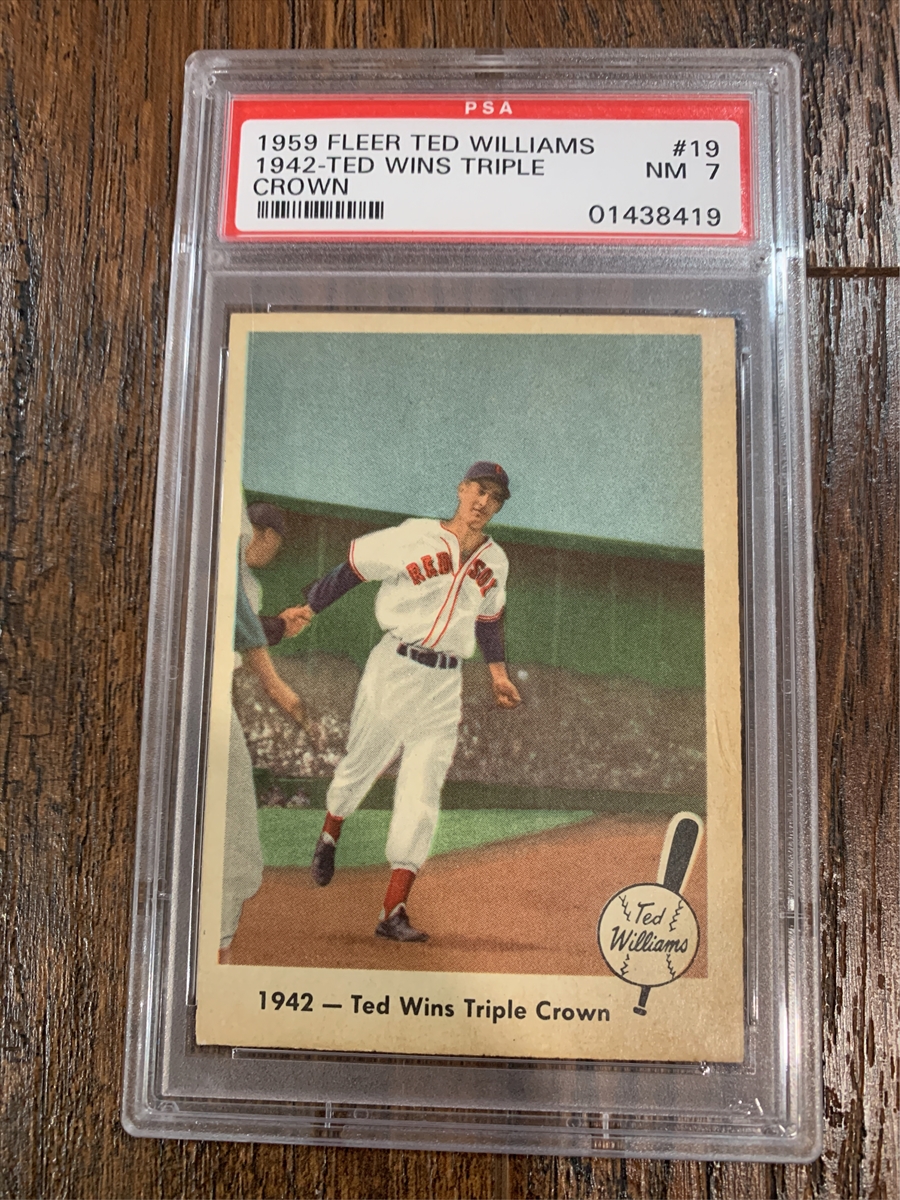 PSA
1959 FLEER TED WILLIAMS #19
1942-TED WINS TRIPLE NM 7
CROWN
01438419
RED SOX
Ted
Williams
1942 — Ted Wins Triple Crown